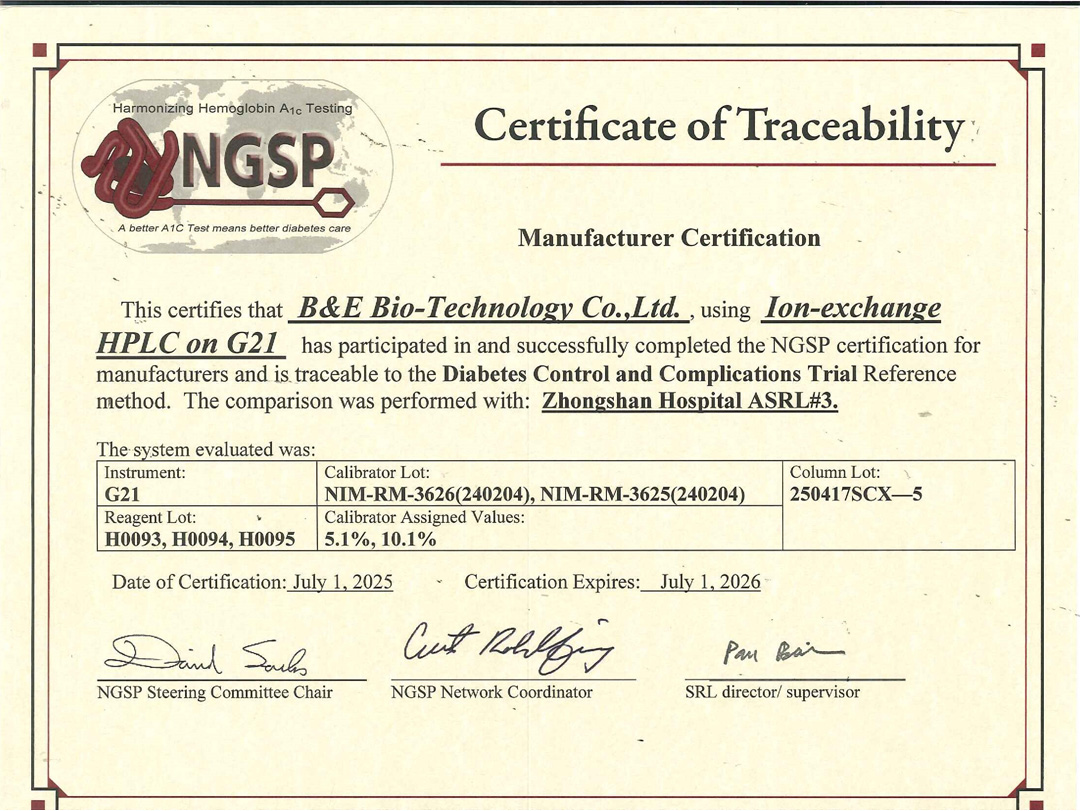 Harmonizing Hemoglobin A1c Testing
NGSP
A better A1C Test means better diabetes care
Certificate of Traceability
Manufacturer Certification
This certifies that B&E Bio-Technology Co.,Ltd. , using Ion-exchange
HPLC on G21 has participated in and successfully completed the NGSP certification for
manufacturers and is traceable to the Diabetes Control and Complications Trial Reference
method. The comparison was performed with: Zhongshan Hospital ASRL#3.
The system evaluated was:
Instrument:
G21
Calibrator Lot:
NIM-RM-3626(240204), NIM-RM-3625(240204)
Column Lot:
250417SCX—5
Reagent Lot:
H0093, H0094, H0095
Calibrator Assigned Values:
5.1%, 10.1%
Date of Certification: July 1, 2025 Certification Expires: July 1, 2026
David Sacks
NGSP Steering Committee Chair
NGSP Network Coordinator
SRL director/ supervisor